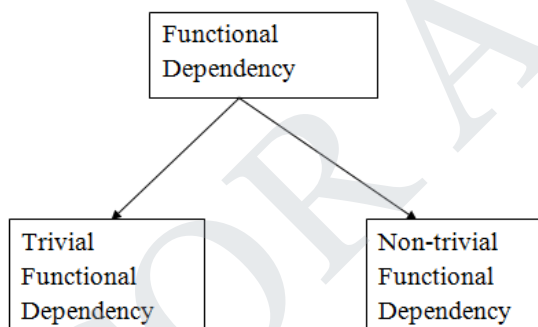 Functional
Dependency
Trivial
Functional
Dependency
Non-trivial
Functional
Dependency